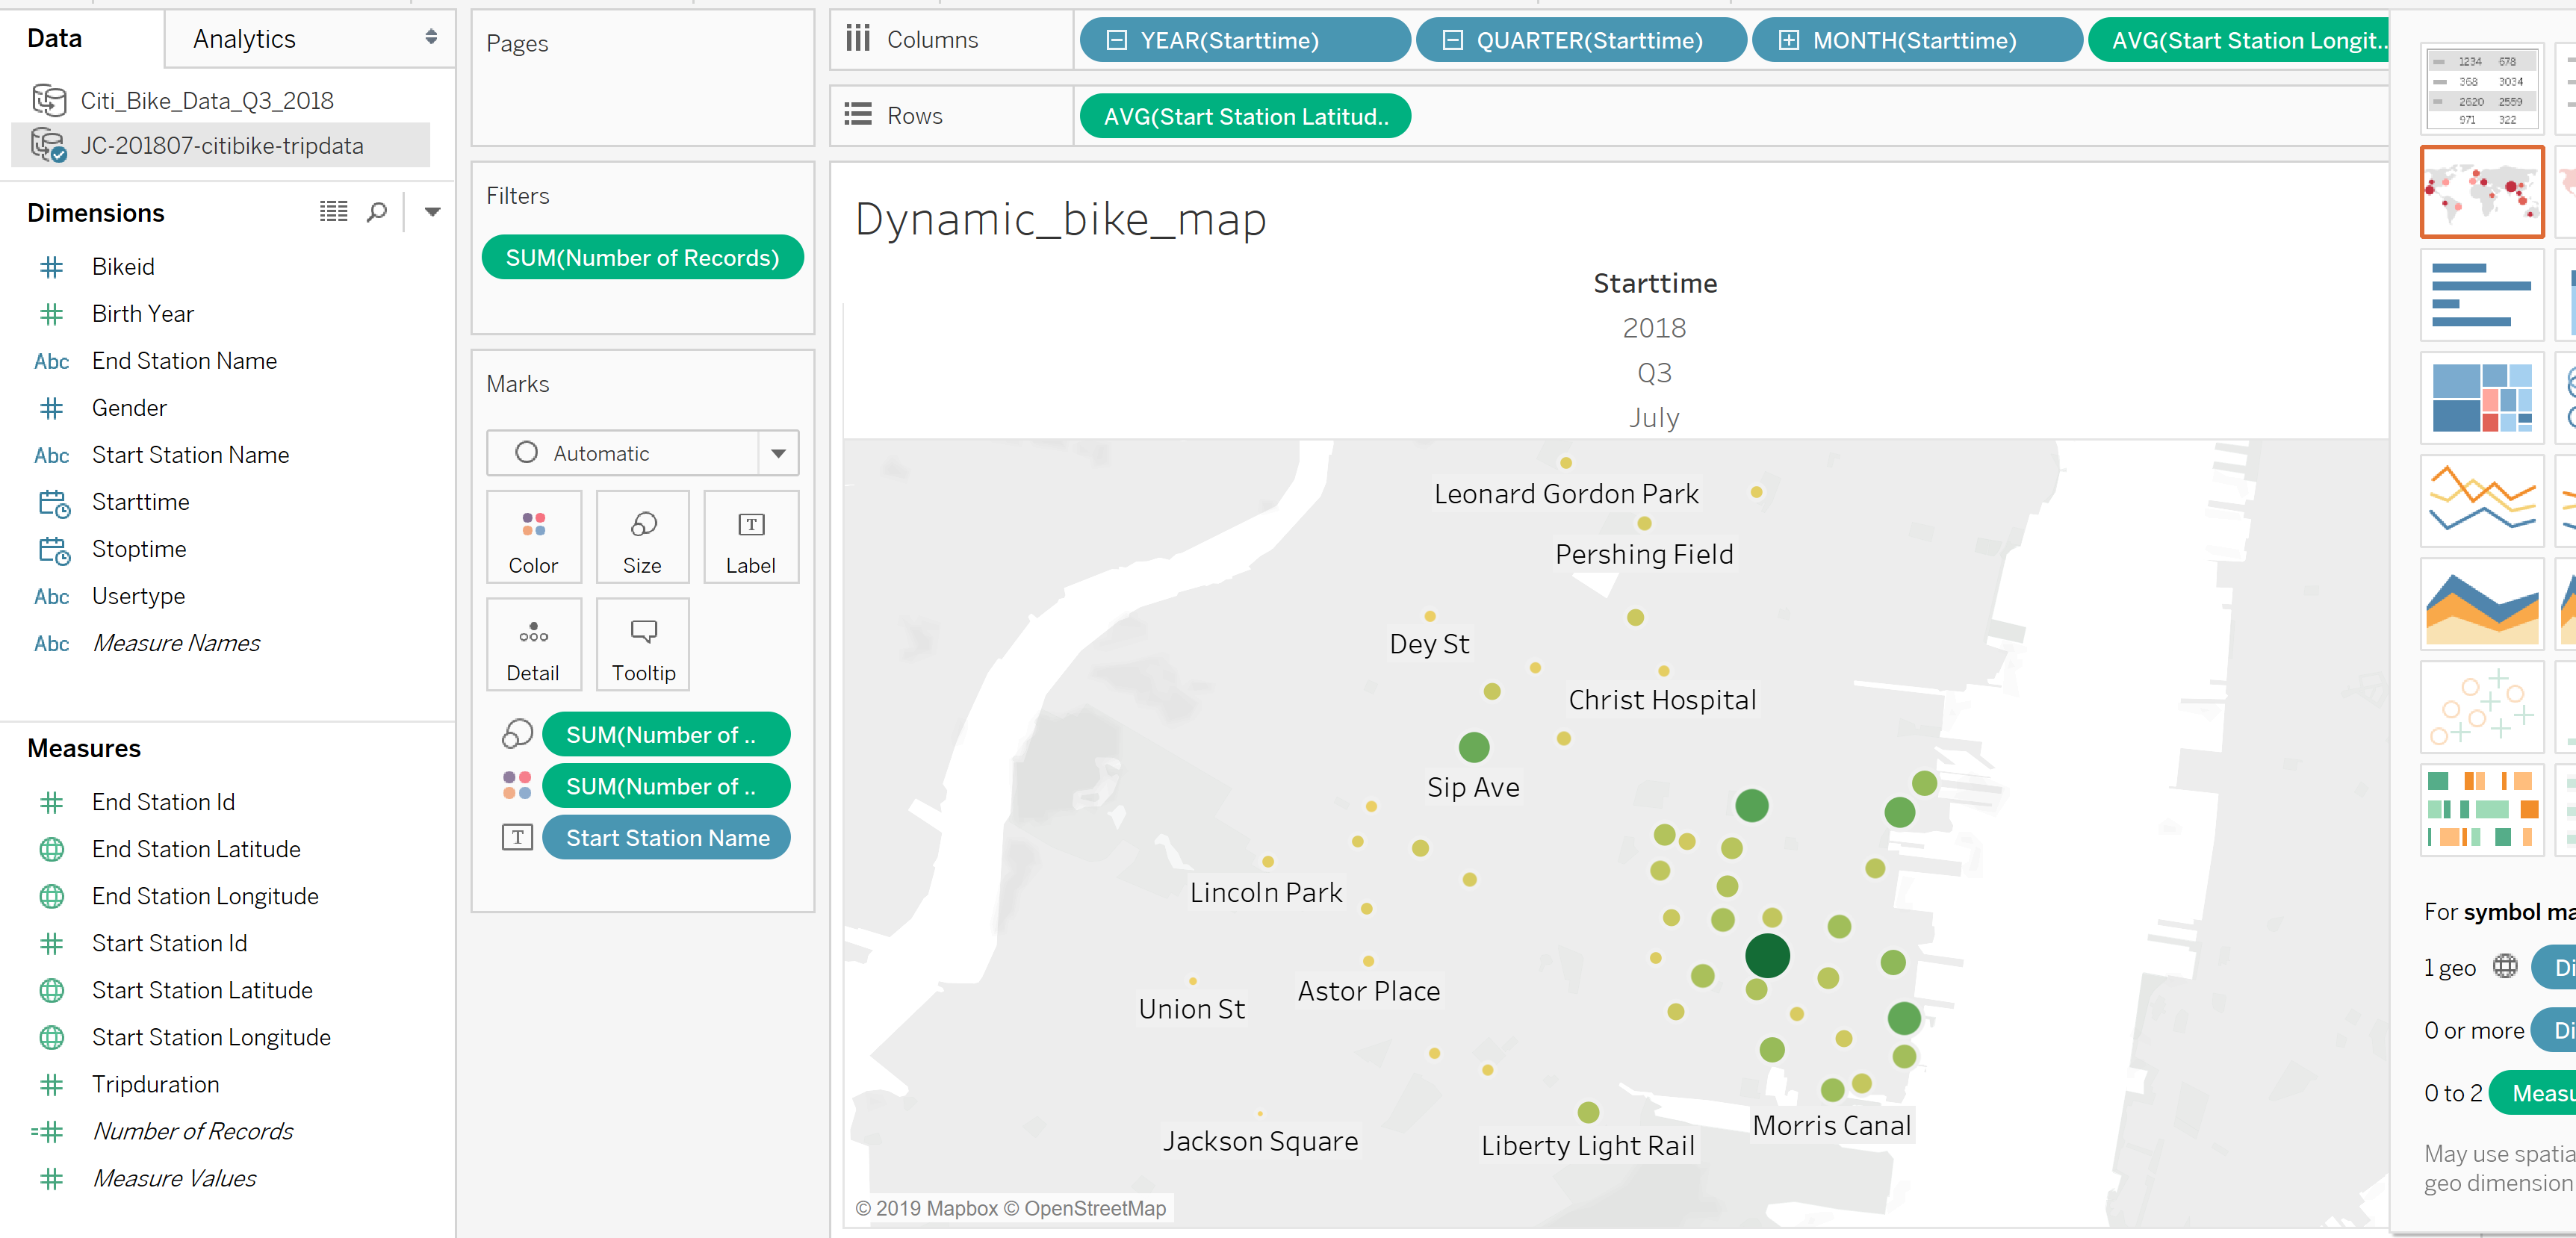 Data
Analytics
Citi_Bike_Data_Q3_2018
JC-201807-citibike-tripdata
Dimensions
# Bikeid
# Birth Year
Abc End Station Name
# Gender
Abc Start Station Name
Starttime
Stoptime
Abc Usertype
Abc Measure Names
Measures
# End Station Id
End Station Latitude
End Station Longitude
# Start Station Id
Start Station Latitude
Start Station Longitude
# Tripduration
=# Number of Records
# Measure Values
Pages
Filters
SUM(Number of Records)
Marks
Automatic
Color
Size
T Label
Detail
Tooltip
SUM(Number of ..
SUM(Number of ..
T Start Station Name
Columns
YEAR(Starttime)
QUARTER(Starttime)
MONTH(Starttime)
AVG(Start Station Longit..
Rows
AVG(Start Station Latitud..
Dynamic_bike_map
Starttime
2018
Q3
July
Leonard Gordon Park
Pershing Field
Dey St
Christ Hospital
Sip Ave
Lincoln Park
Astor Place
Union St
Jackson Square
Liberty Light Rail
Morris Canal
© 2019 Mapbox © OpenStreetMap
1234 678
368 3034
2620 2559
971 322
For symbol ma
1 geo Di
0 or more Di
0 to 2 Measu
May use spatia
geo dimension